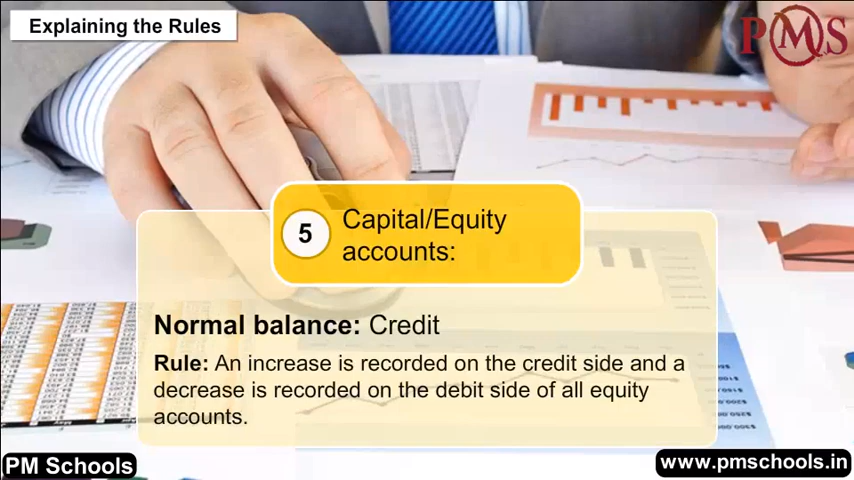 Explaining the Rules
PMS
5
Capital/Equity
accounts:
Normal balance: Credit
Rule: An increase is recorded on the credit side and a
decrease is recorded on the debit side of all equity
accounts.
PM Schools
www.pmschools.in